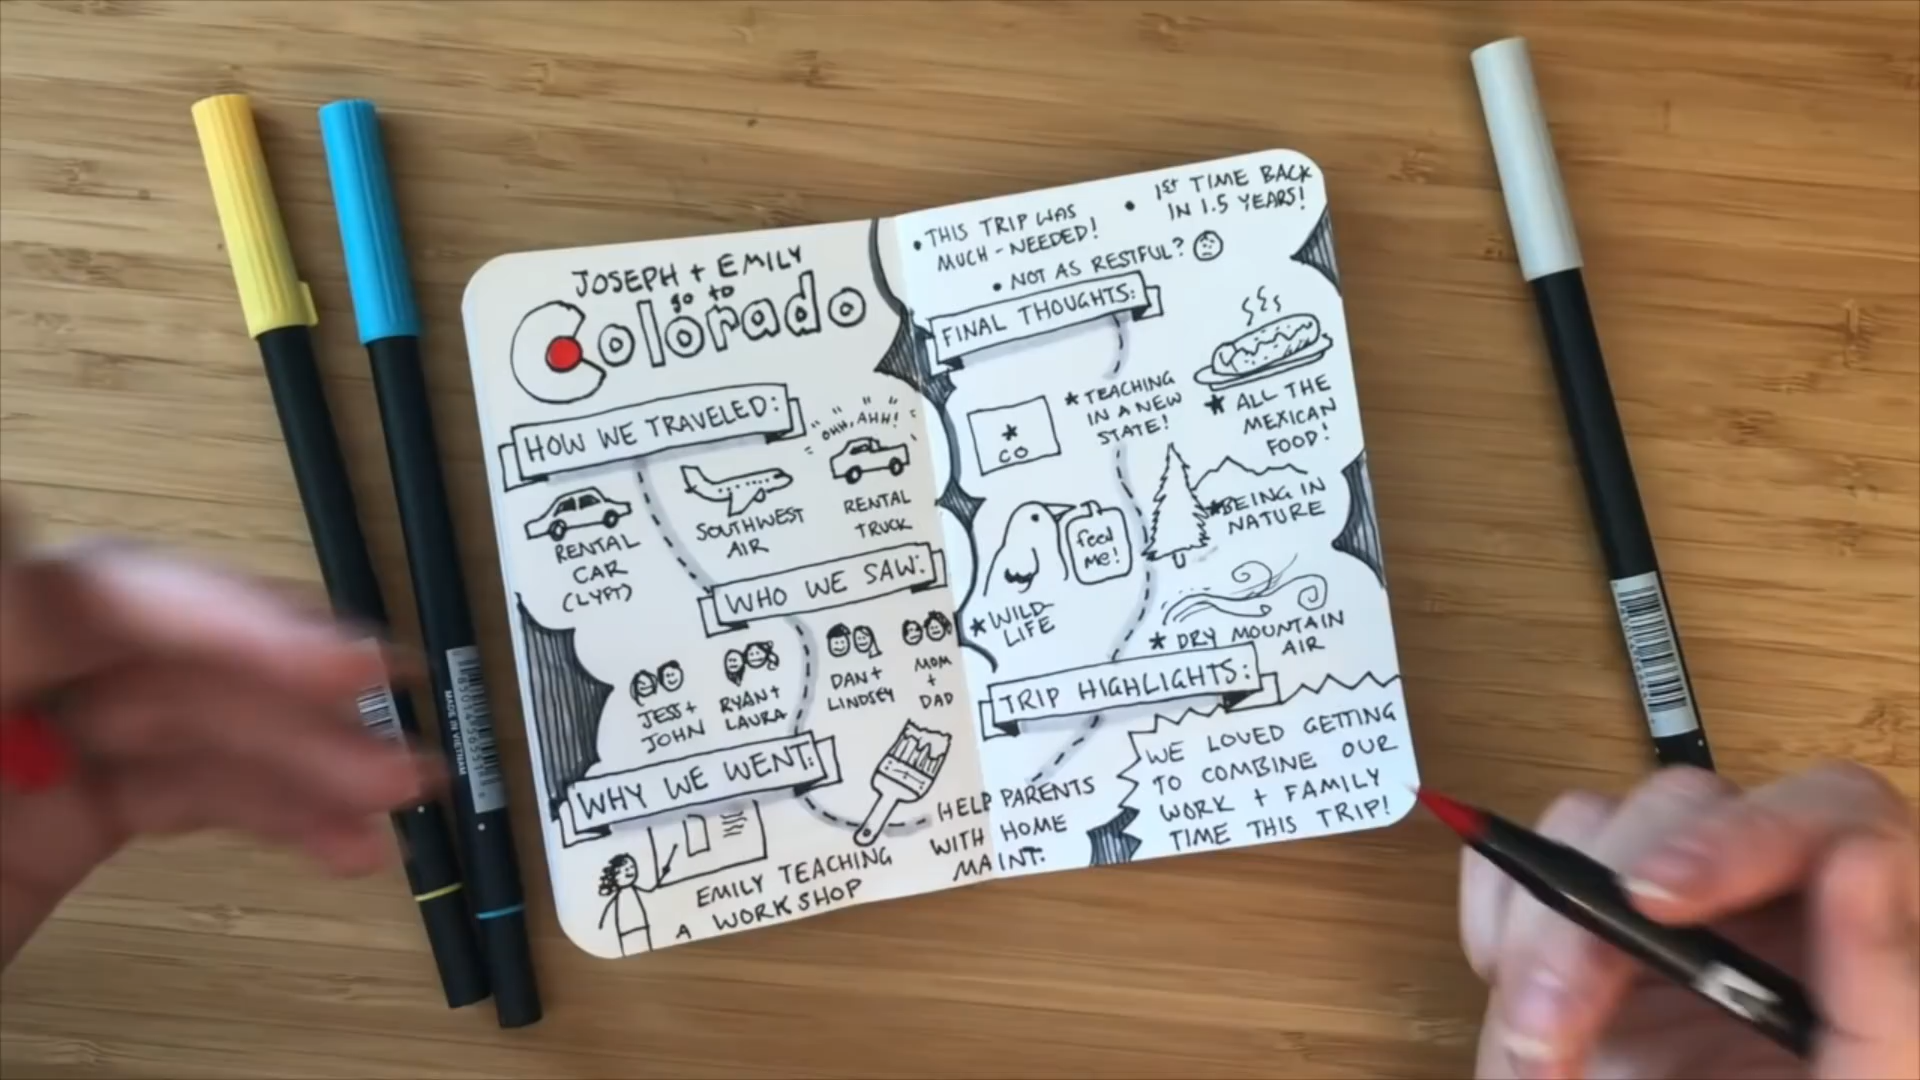 JOSEPH + EMILY
go to
Colorado
HOW WE TRAVELED:
RENTAL
CAR
(LYFT)
SOUTHWEST
AIR
"OHH, AHH!"
RENTAL
TRUCK
WHO WE SAW:
JESS +
JOHN
RYAN +
LAURA
DAN +
LINDSEY
MOM
+
DAD
WHY WE WENT:
EMILY TEACHING
A WORKSHOP
HELP PARENTS
WITH HOME
MAINT.
TRIP HIGHLIGHTS:
★ WILD-
LIFE
feed
me!
★ DRY MOUNTAIN
AIR
★ BEING IN
NATURE
★
CO
★ TEACHING
IN A NEW
STATE!
★ ALL THE
MEXICAN
FOOD!
FINAL THOUGHTS:
• THIS TRIP WAS
MUCH-NEEDED!
• 1st TIME BACK
IN 1.5 YEARS!
• NOT AS RESTFUL?
WE LOVED GETTING
TO COMBINE OUR
WORK + FAMILY
TIME THIS TRIP!
MADE IN VIETNAM